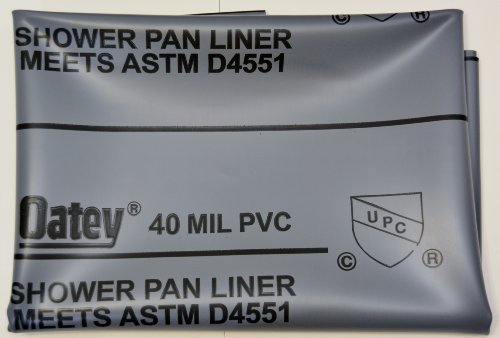 ©
SHOWER PAN LINER
MEETS ASTM D4551
Oatey® 40 MIL PVC
UPC
© ®
SHOWER PAN LINER
MEETS ASTM D4551